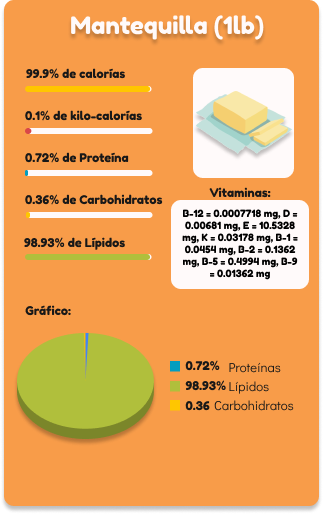 Mantequilla (1lb)
99.9% de calorías
0.1% de kilo-calorías
0.72% de Proteína
0.36% de Carbohidratos
98.93% de Lípidos
Vitaminas:
B-12 = 0.0007718 mg, D =
0.00681 mg, E = 10.5328
mg, K = 0.03178 mg, B-1 =
0.0454 mg, B-2 = 0.1362
mg, B-5 = 0.4994 mg, B-9
= 0.01362 mg
Gráfico:
0.72% Proteínas
98.93% Lípidos
0.36 Carbohidratos